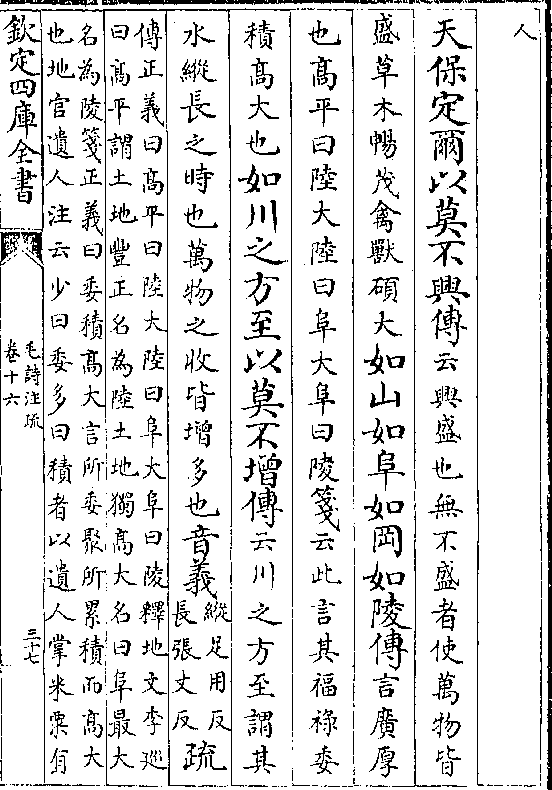 人
天保定爾以莫不興傳云興盛也無不盛者使萬物皆
盛草木暢茂禽獸碩大如山如阜如岡如陵傳言廣厚
也高平曰陸大陸曰阜大阜曰陵箋云此言其福祿委
積高大也如川之方至以莫不增傳云川之方至謂其
水縱長之時也萬物之收皆增多也音義縱足用反
長張丈反疏
傳正義曰高平曰陸大陸曰阜大阜曰陵釋地文李廵
曰高平謂土地豐正名為陸土地獨高大名曰阜最大
名為陵箋正義曰委積高大言所委聚所累積而高大
也地官遺人注云少曰委多曰積者以遺人掌米粟芻
欽定四庫全書
毛詩注疏
卷十六
三十七